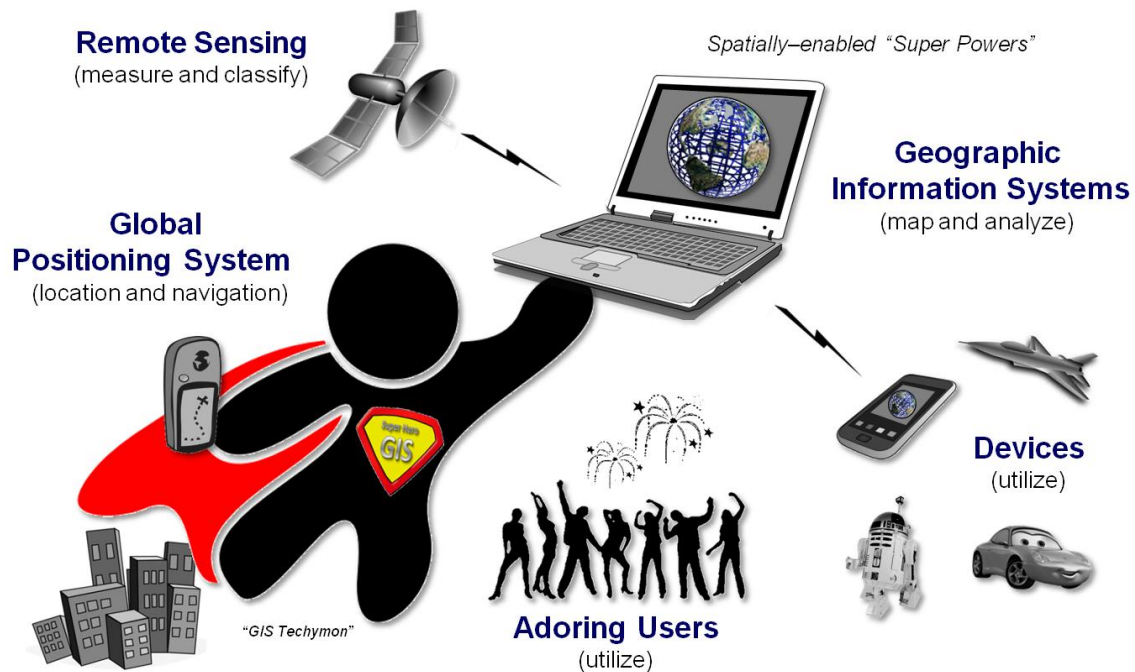 Remote Sensing
(measure and classify)
Spatially–enabled “Super Powers”
Geographic
Information Systems
(map and analyze)
Global
Positioning System
(location and navigation)
Super Hero
GIS
Devices
(utilize)
“GIS Techymon”
Adoring Users
(utilize)